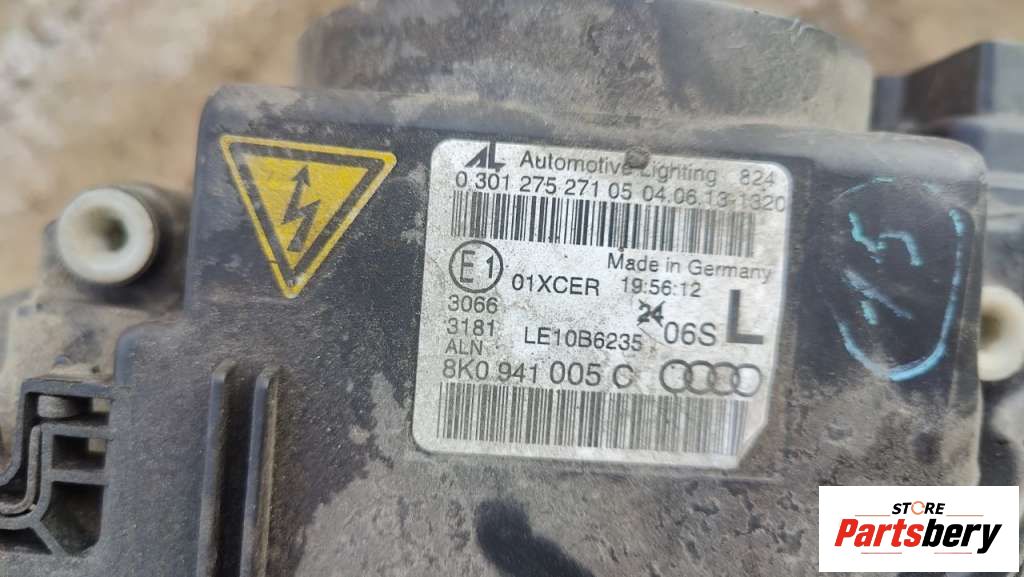 AL Automotive Lighting 824
0 301 275 271 05 04.06.13 1320
Made in Germany
E1 01XCER 19:56:12
3066
3181 LE10B6235 24 06S L
ALN
8K0 941 005 C
STORE
Partsbery